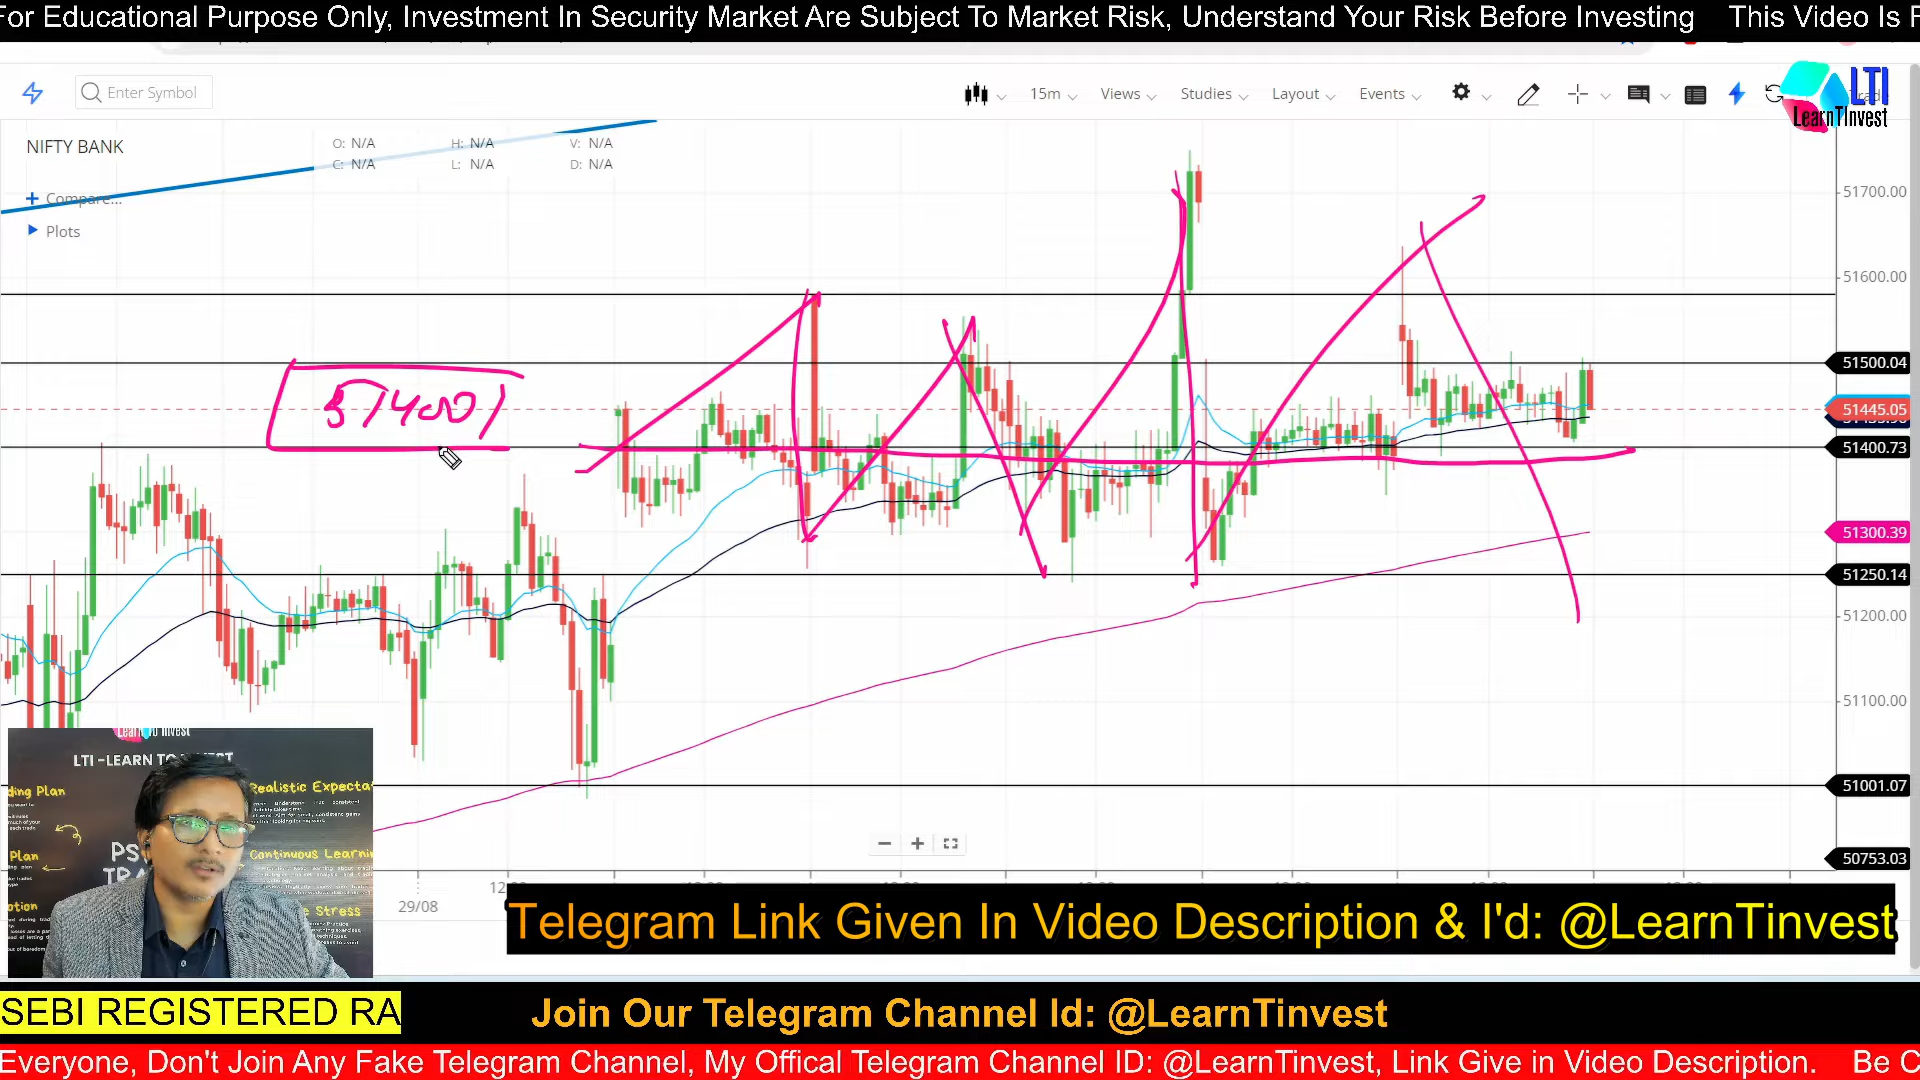 For Educational Purpose Only, Investment In Security Market Are Subject To Market Risk, Understand Your Risk Before Investing This Video Is F
Enter Symbol
15m
Views
Studies
Layout
Events
LTI
LearnTInvest
NIFTY BANK
O: N/A
H: N/A
V: N/A
C: N/A
L: N/A
D: N/A
Compare...
Plots
51700.00
51600.00
51500.04
51400
51445.05
51400.73
51300.39
51250.14
51200.00
51100.00
51001.07
50753.03
LTI -LEARN TO INVEST
Realistic Expecta
Continuous Learnin
Plan
Stress
29/08
Telegram Link Given In Video Description & I'd: @LearnTinvest
SEBI REGISTERED RA
Join Our Telegram Channel Id: @LearnTinvest
Everyone, Don't Join Any Fake Telegram Channel, My Offical Telegram Channel ID: @LearnTinvest, Link Give in Video Description. Be C